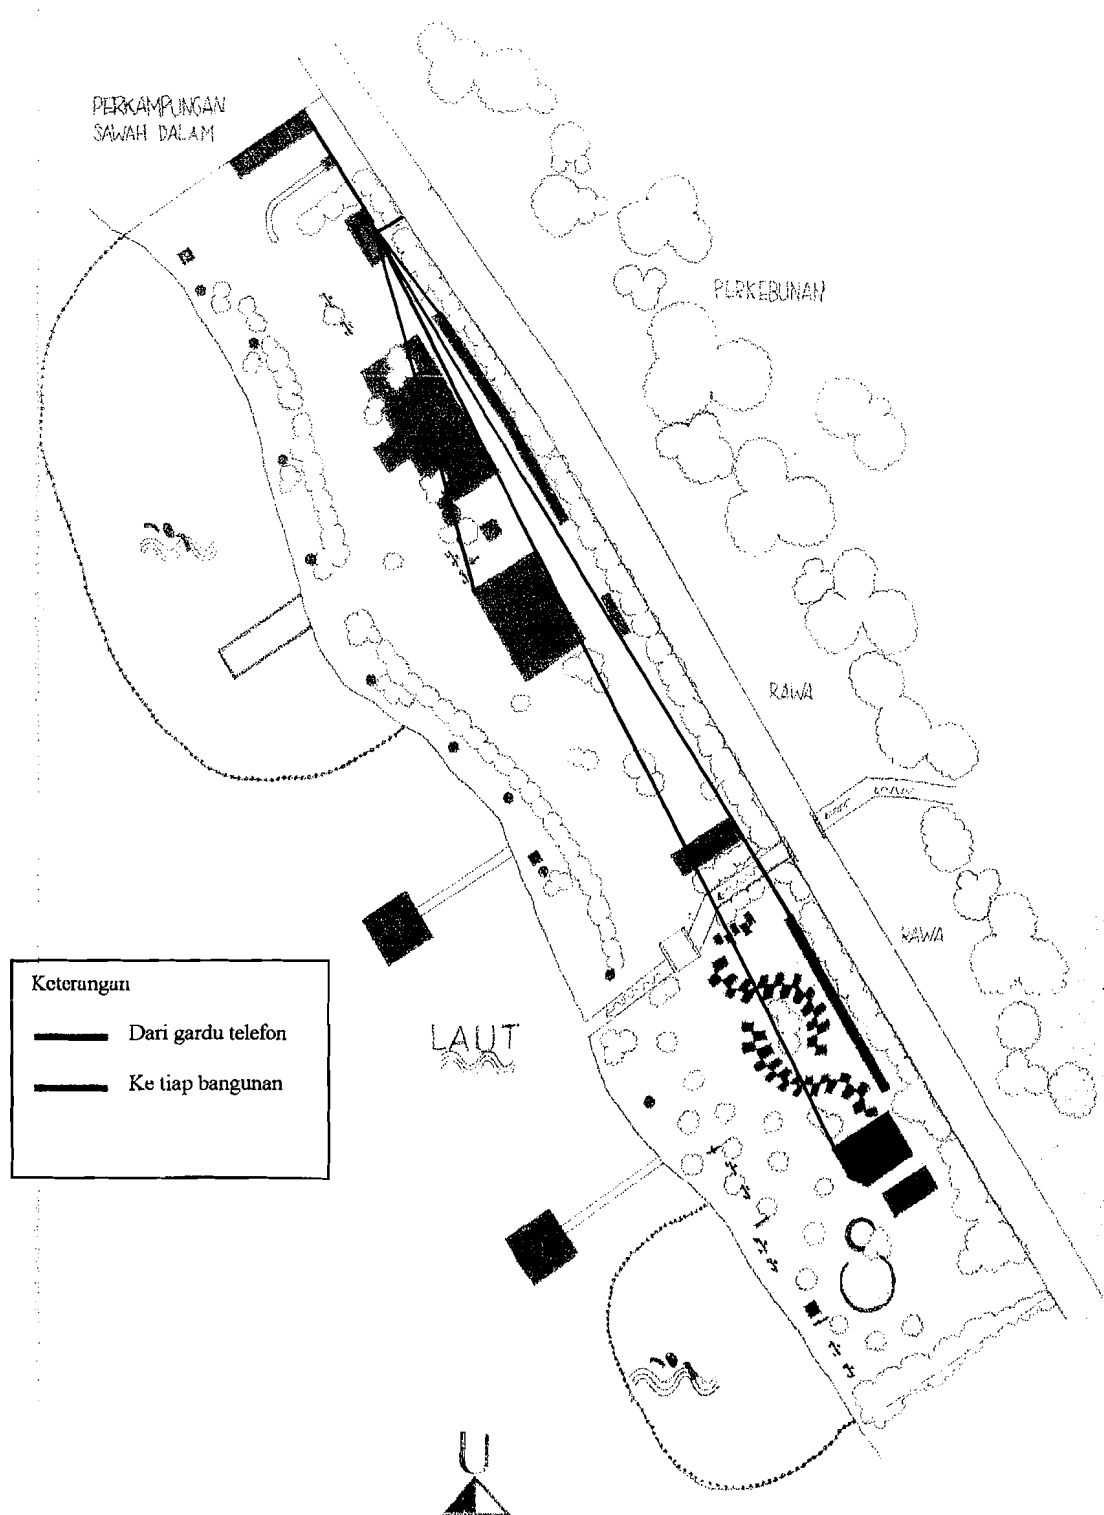 PERKAMPUNGAN
SAWAH DALAM
PERKEBUNAN
RAWA
RAWA
Keterangan
Dari gardu telefon
Ke tiap bangunan
LAUT
U